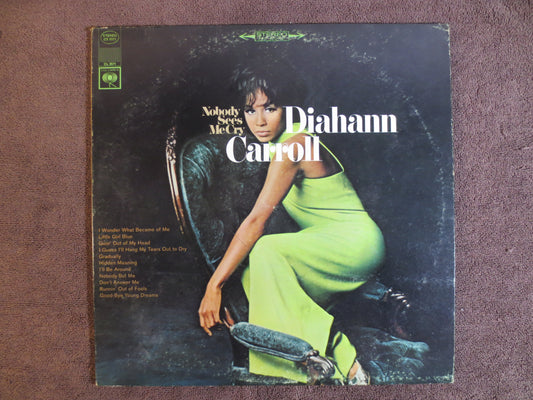 STEREO
Nobody
Sees
Me Cry
Diahann
Carroll
I Wonder What Became of Me
Little Girl Blue
Goin' Out of My Head
I Guess I'll Hang My Tears Out to Dry
Gradually
Hidden Meaning
I'll Be Around
Nobody But Me
Don't Answer Me
Runnin' Out of Fools
Good-Bye Young Dreams